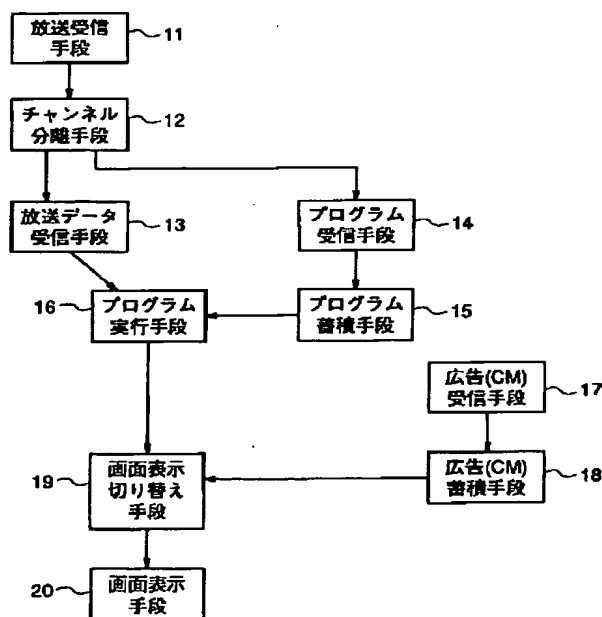 放送受信
手段
11
チャンネル
分離手段
12
放送データ
受信手段
13
プログラム
受信手段
14
16
プログラム
実行手段
プログラム
蓄積手段
15
広告(CM)
受信手段
17
19
画面表示
切り替え
手段
広告(CM)
蓄積手段
18
20
画面表示
手段